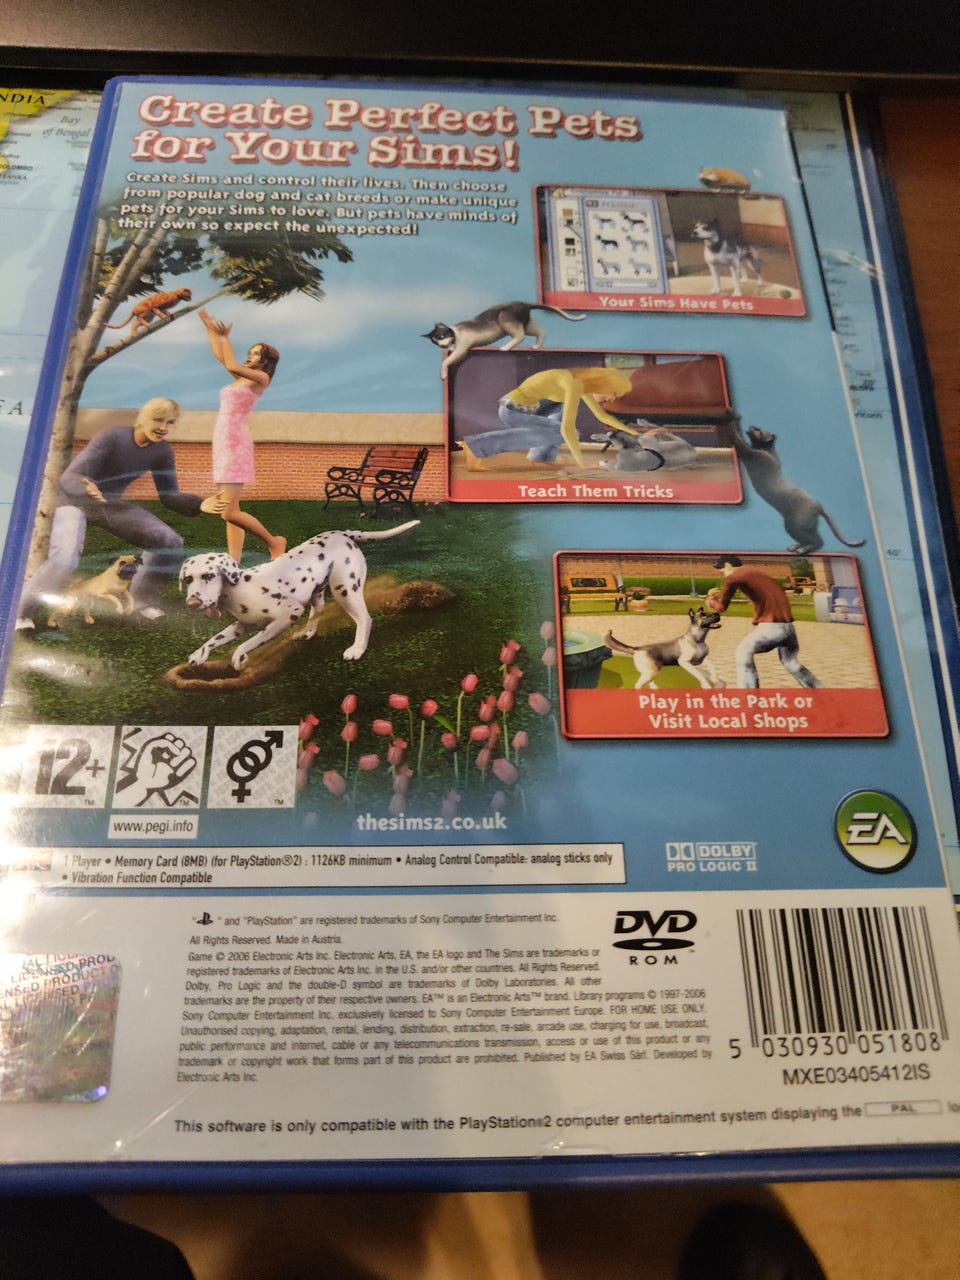 NDIA
Bay
of Bengal
COLOMBO
Create Perfect Pets
for Your Sims!
Create Sims and control their lives. Then choose
from popular dog and cat breeds or make unique
pets for your Sims to love. But pets have minds of
their own so expect the unexpected!
Your Sims Have Pets
Teach Them Tricks
Play in the Park or
Visit Local Shops
40°
12+
TM
TM
TM
www.pegi.info
thesims2.co.uk
EA
1 Player • Memory Card (8MB) (for PlayStation®2) : 1126KB minimum • Analog Control Compatible: analog sticks only
• Vibration Function Compatible
DOLBY
PRO LOGIC II
" " and "PlayStation" are registered trademarks of Sony Computer Entertainment Inc.
All Rights Reserved. Made in Austria.
Game © 2006 Electronic Arts Inc. Electronic Arts, EA, the EA logo and The Sims are trademarks or
registered trademarks of Electronic Arts Inc. in the U.S. and/or other countries. All Rights Reserved.
Dolby, Pro Logic and the double-D symbol are trademarks of Dolby Laboratories. All other
trademarks are the property of their respective owners. EA™ is an Electronic Arts™ brand. Library programs © 1997-2006
Sony Computer Entertainment Inc. exclusively licensed to Sony Computer Entertainment Europe. FOR HOME USE ONLY.
Unauthorised copying, adaptation, rental, lending, distribution, extraction, re-sale, arcade use, charging for use, broadcast,
public performance and internet, cable or any telecommunications transmission, access or use of this product or any
trademark or copyright work that forms part of this product are prohibited. Published by EA Swiss Sàrl. Developed by
Electronic Arts Inc.
DVD
ROM
5 030930 051808
MXE03405412IS
LICENSED PROD
This software is only compatible with the PlayStation®2 computer entertainment system displaying the PAL lo